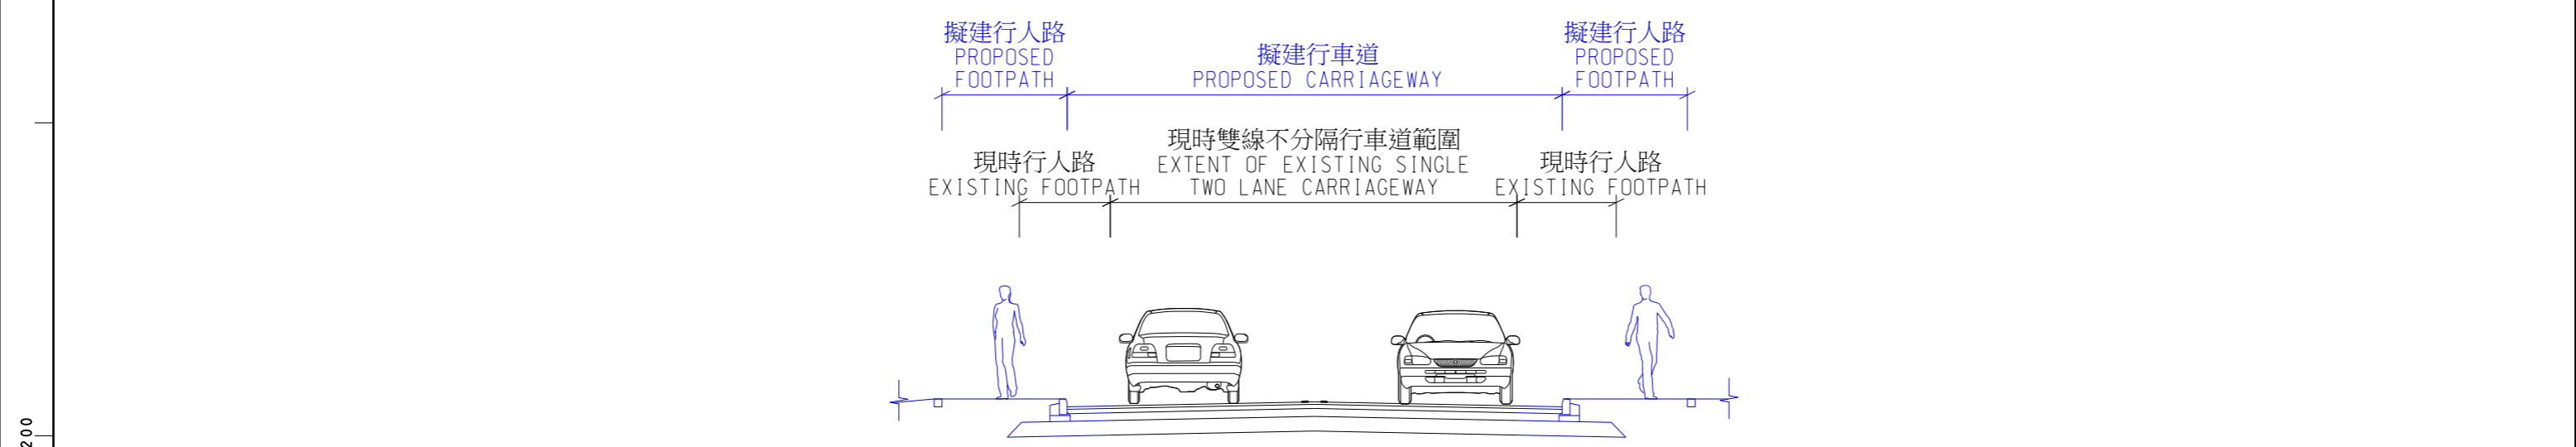 擬建行人路
PROPOSED
FOOTPATH
擬建行車道
PROPOSED CARRIAGEWAY
擬建行人路
PROPOSED
FOOTPATH
現時行人路
EXISTING FOOTPATH
現時雙線不分隔行車道範圍
EXTENT OF EXISTING SINGLE
TWO LANE CARRIAGEWAY
現時行人路
EXISTING FOOTPATH
200